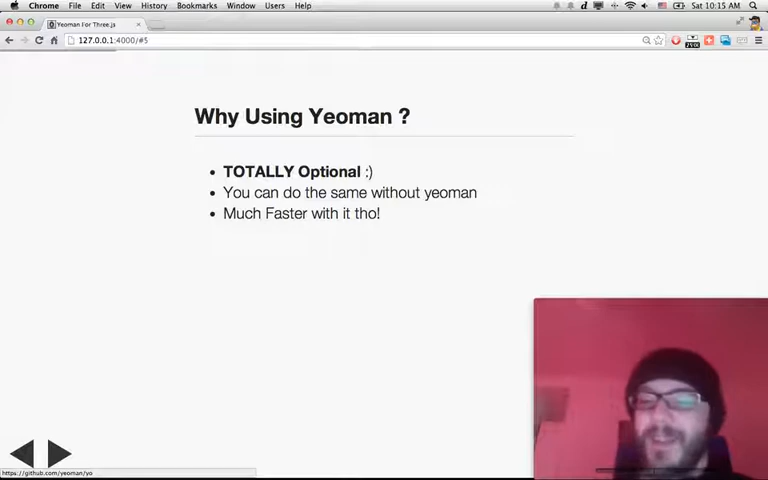 Chrome File Edit View History Bookmarks Window Users Help
Sat 10:15 AM
Yeoman For Three.js
127.0.0.1:4000/#5
Why Using Yeoman ?
TOTALLY Optional :)
You can do the same without yeoman
Much Faster with it tho!
https://github.com/yeoman/yo